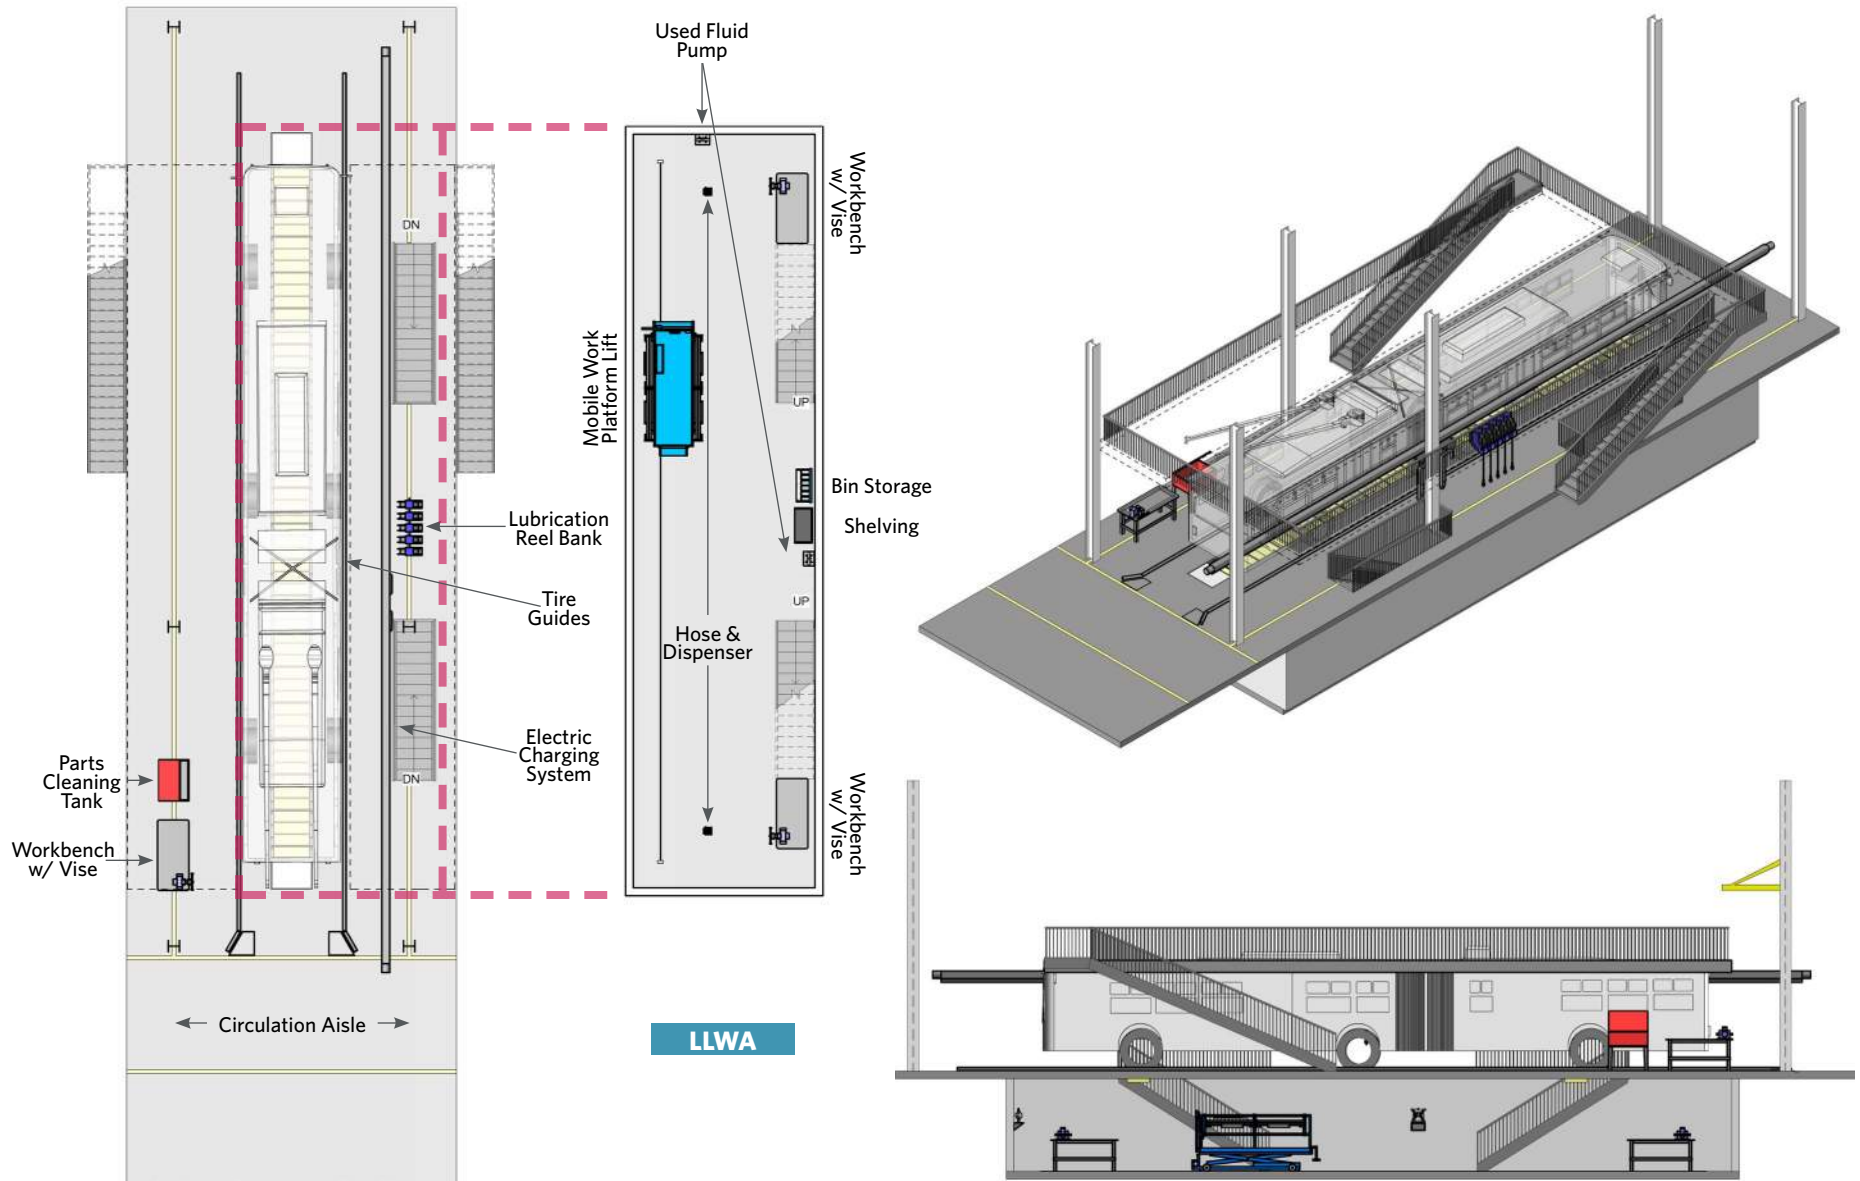 Used Fluid
Pump
Workbench
w/ Vise
DN
Mobile Work
Platform Lift
UP
Bin Storage
Shelving
Lubrication
Reel Bank
Tire
Guides
UP
Hose &
Dispenser
Electric
Charging
System
DN
Parts
Cleaning
Tank
Workbench
w/ Vise
Workbench
w/ Vise
Circulation Aisle
LLWA